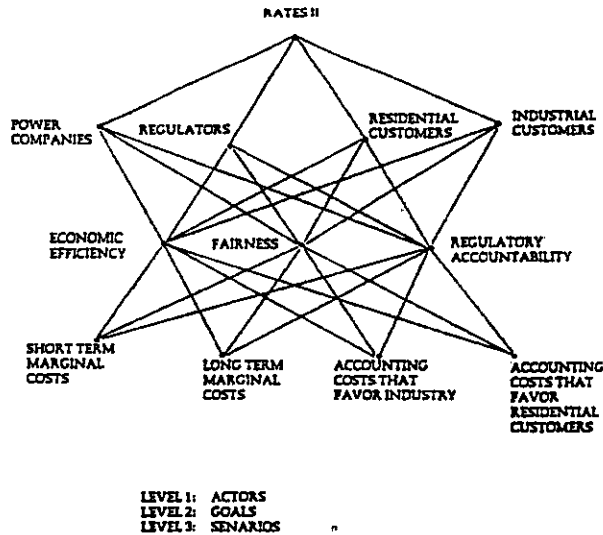 RATES II
POWER
COMPANIES
REGULATORS
RESIDENTIAL
CUSTOMERS
INDUSTRIAL
CUSTOMERS
ECONOMIC
EFFICIENCY
FAIRNESS
REGULATORY
ACCOUNTABILITY
SHORT TERM
MARGINAL
COSTS
LONG TERM
MARGINAL
COSTS
ACCOUNTING
COSTS THAT
FAVOR INDUSTRY
ACCOUNTING
COSTS THAT
FAVOR
RESIDENTIAL
CUSTOMERS
LEVEL 1: ACTORS
LEVEL 2: GOALS
LEVEL 3: SENARIOS